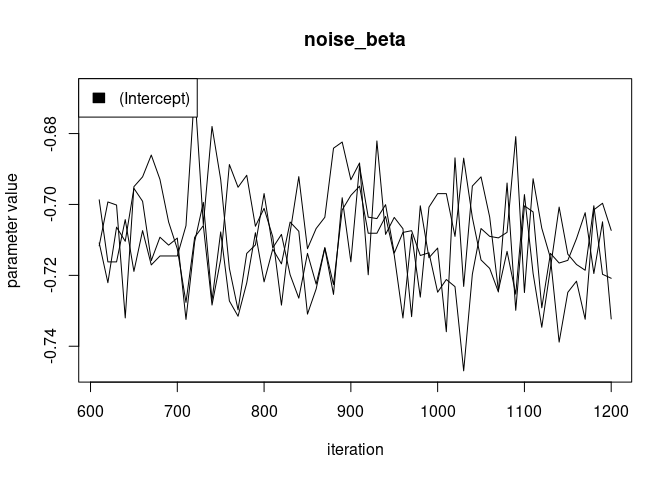 noise_beta
(Intercept)
parameter value
-0.68
-0.70
-0.72
-0.74
600 700 800 900 1000 1100 1200
iteration